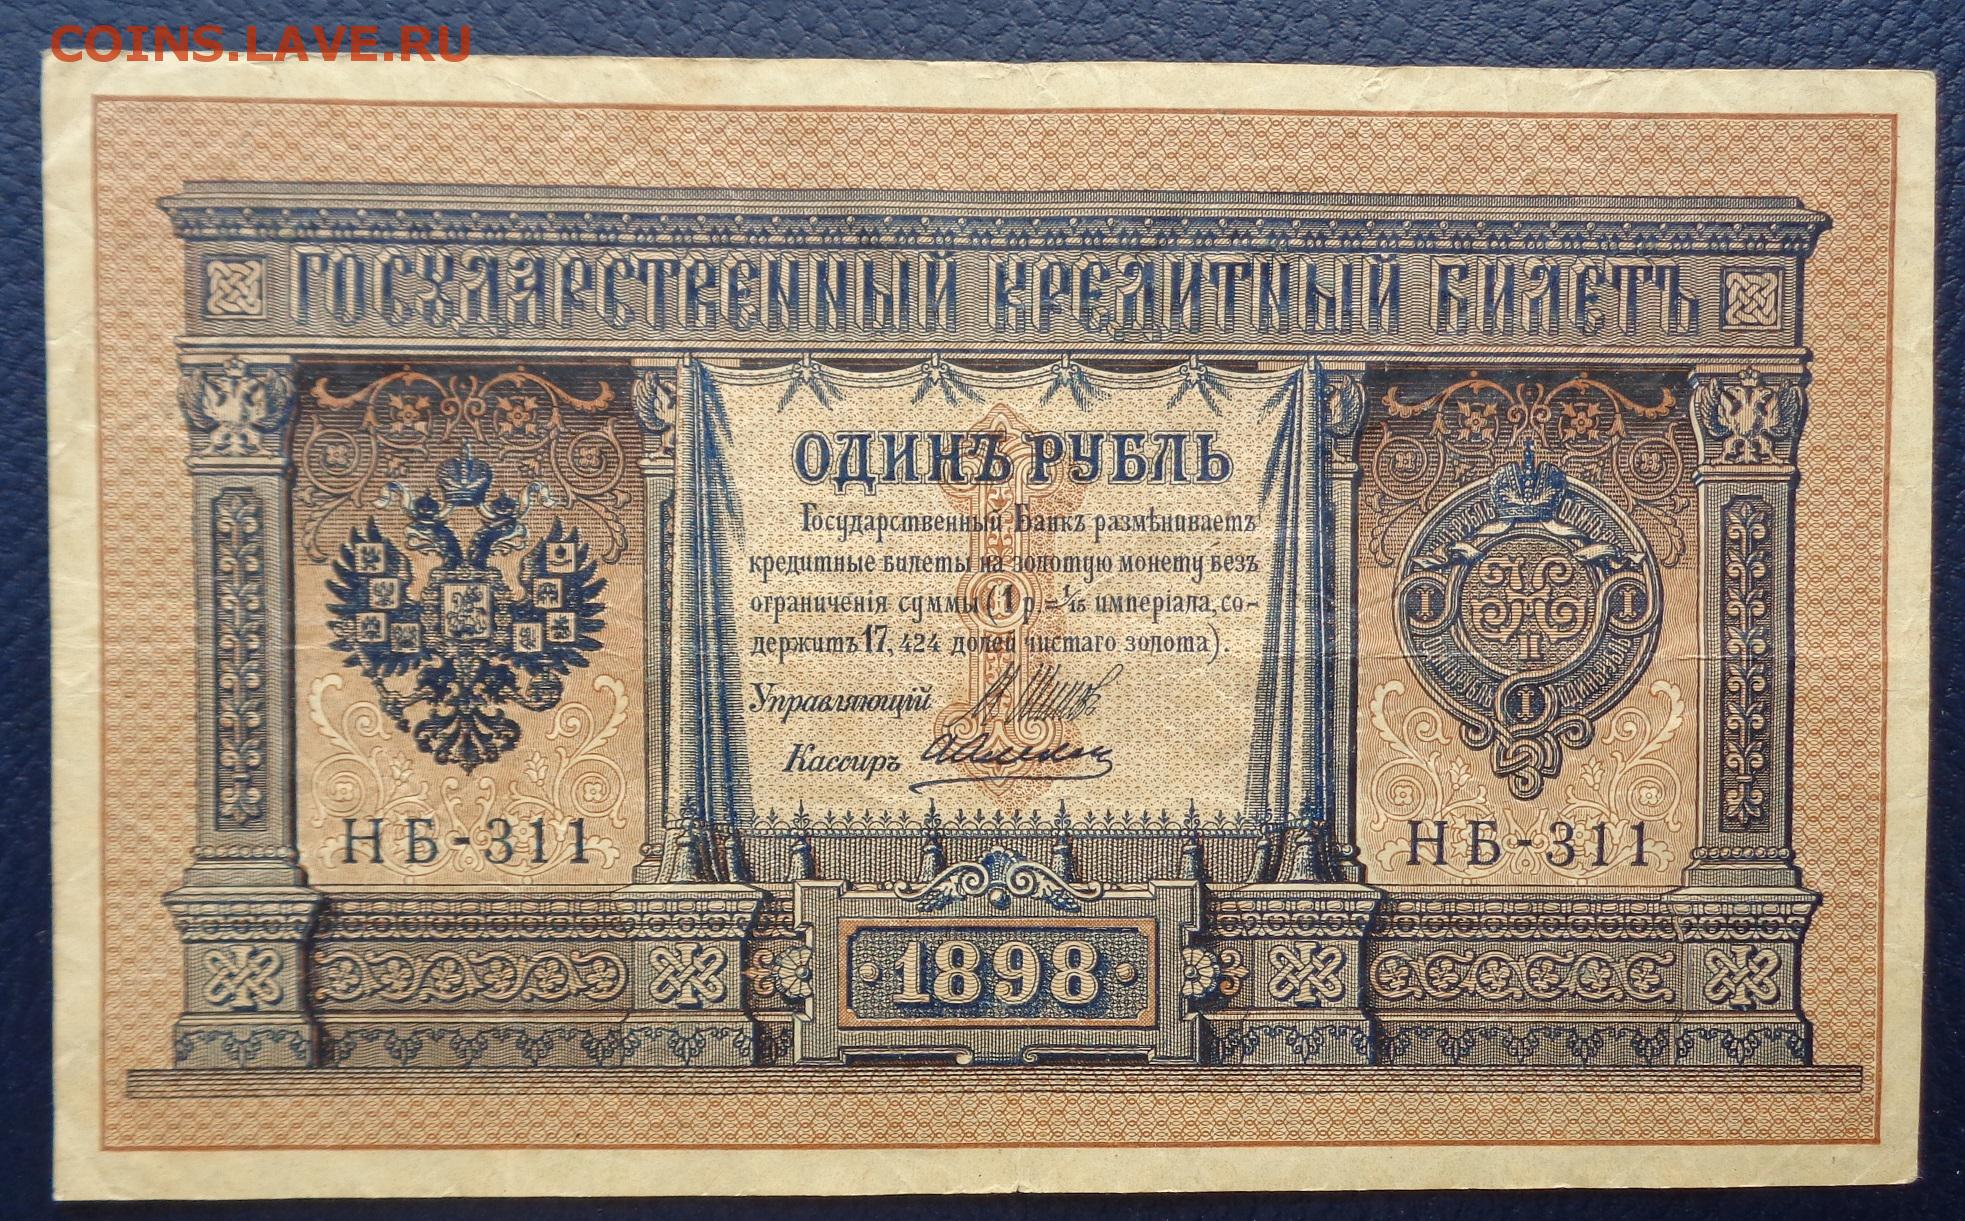 COINS.LAVE.RU
ГОСУДАРСТВЕННЫЙ КРЕДИТНЫЙ БИЛЕТЪ
ОДИНЪ РУБЛЬ
Государственный Банкъ размѣниваетъ
кредитные билеты на золотую монету безъ
ограниченія суммы (1 р.=1/15 имперіала, со-
держитъ 17,424 долей чистаго золота).
Управляющій
Кассиръ
НБ-311
НБ-311
I
I
I
1898